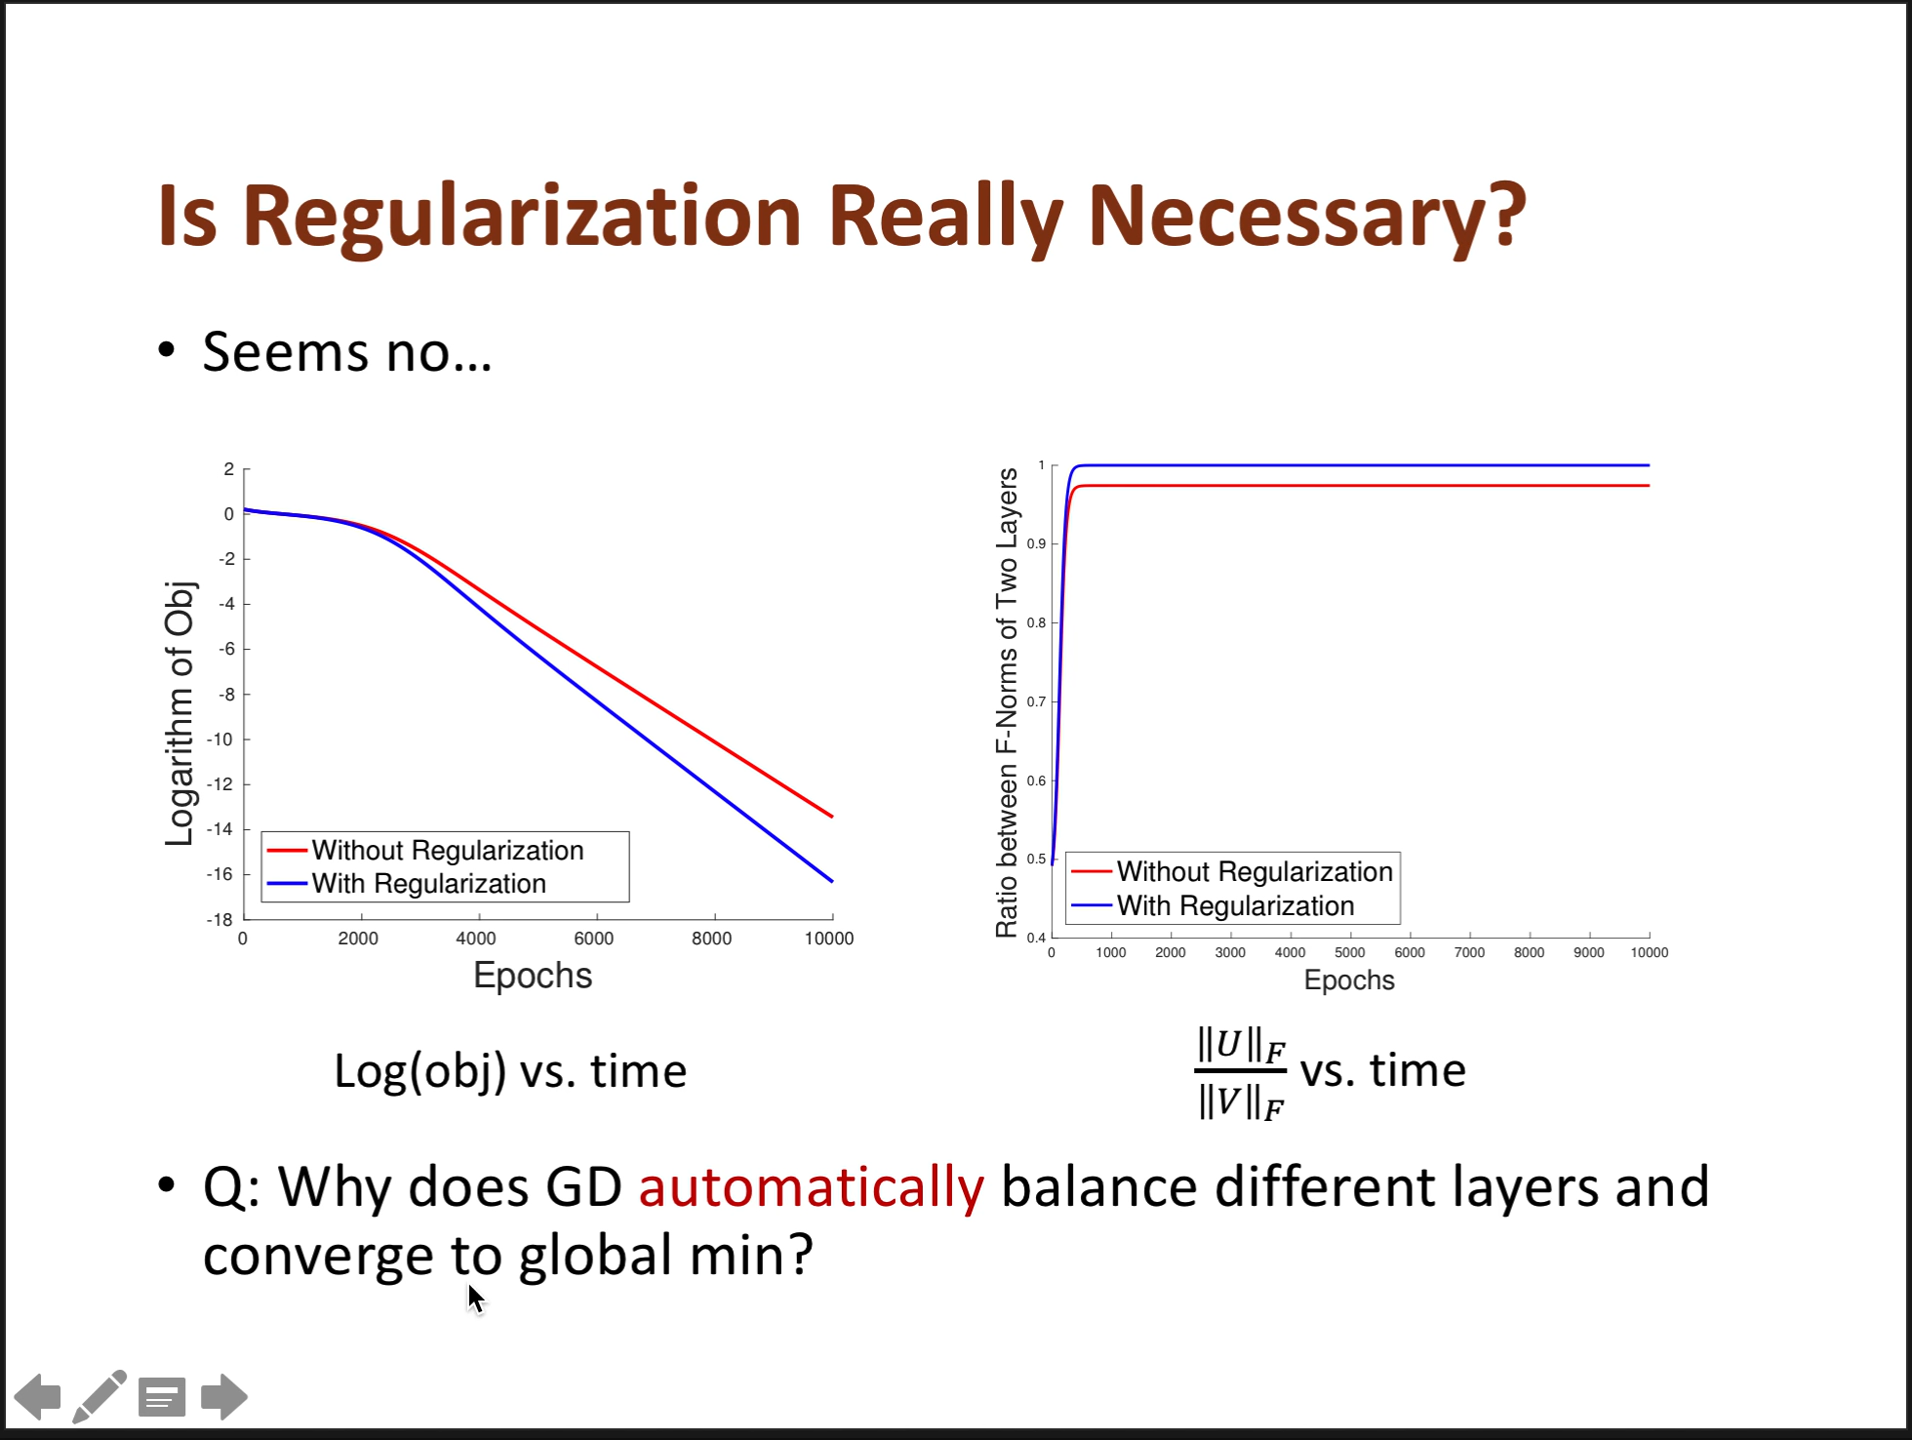 Is Regularization Really Necessary?
• Seems no...
Logarithm of Obj
2
0
-2
-4
-6
-8
-10
-12
-14
-16
-18
Without Regularization
With Regularization
0 2000 4000 6000 8000 10000
Epochs
Log(obj) vs. time
Ratio between F-Norms of Two Layers
1
0.9
0.8
0.7
0.6
0.5
0.4
Without Regularization
With Regularization
0 1000 2000 3000 4000 5000 6000 7000 8000 9000 10000
Epochs
‖U‖F
‖V‖F
vs. time
• Q: Why does GD automatically balance different layers and
converge to global min?